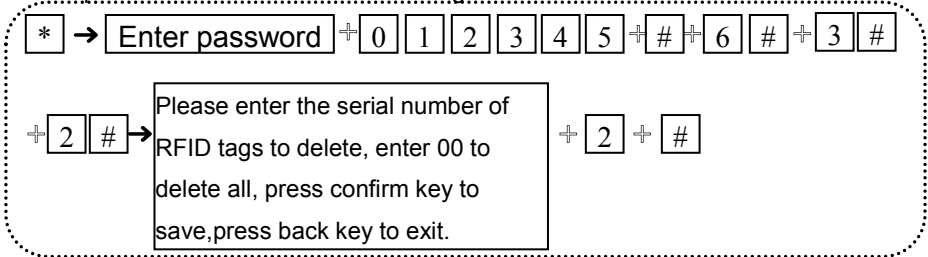 * → Enter password + 0 1 2 3 4 5 + # + 6 # + 3 #
+ 2 # → Please enter the serial number of
RFID tags to delete, enter 00 to
delete all, press confirm key to
save,press back key to exit.
+ 2 + #